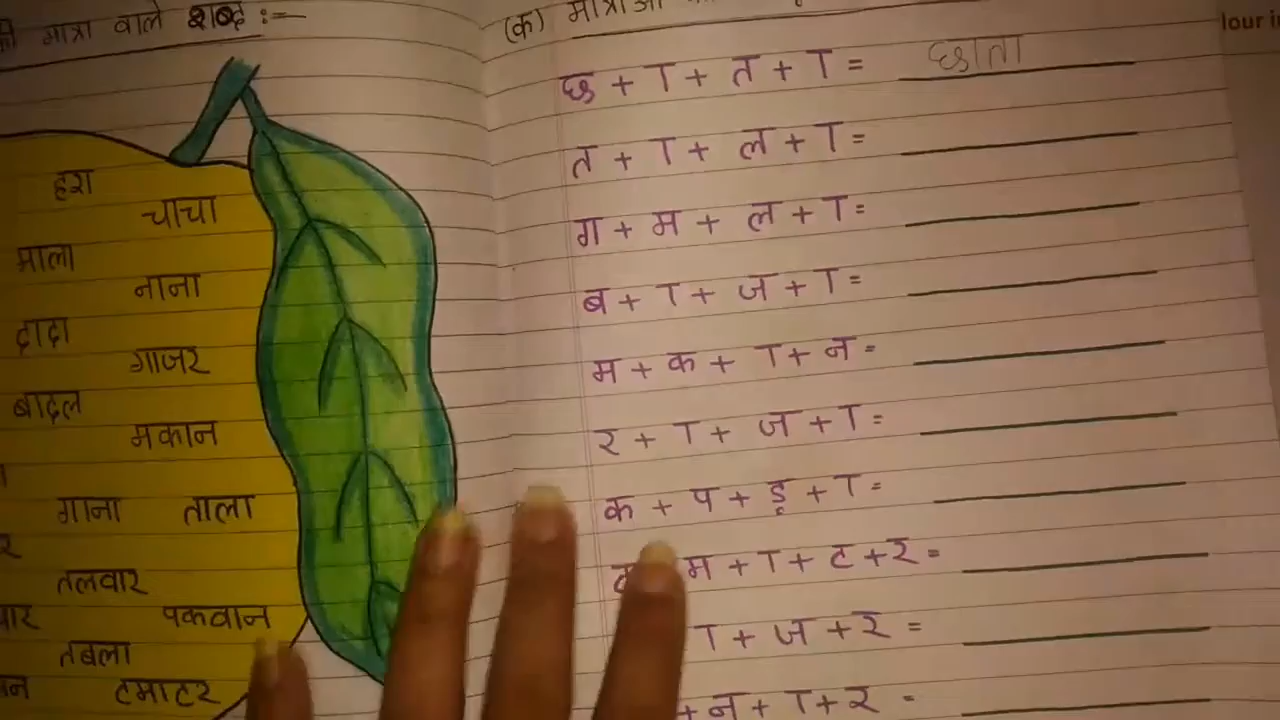 मात्रा वाले शब्द :—
हरा
चाचा
माला
नाना
दादा
गाजर
बादल
मकान
गाना ताला
तलवार
पकवान
तबला
टमाटर
(क)
छ + ा + त + ा = छाता
त + ा + ल + ा =
ग + म + ल + ा =
ब + ा + ज + ा =
म + क + ा + न =
र + ा + ज + ा =
क + प + ड़ + ा =
म + ा + ट + र =
ा + ज + र =
+ न + ा + र =
lour